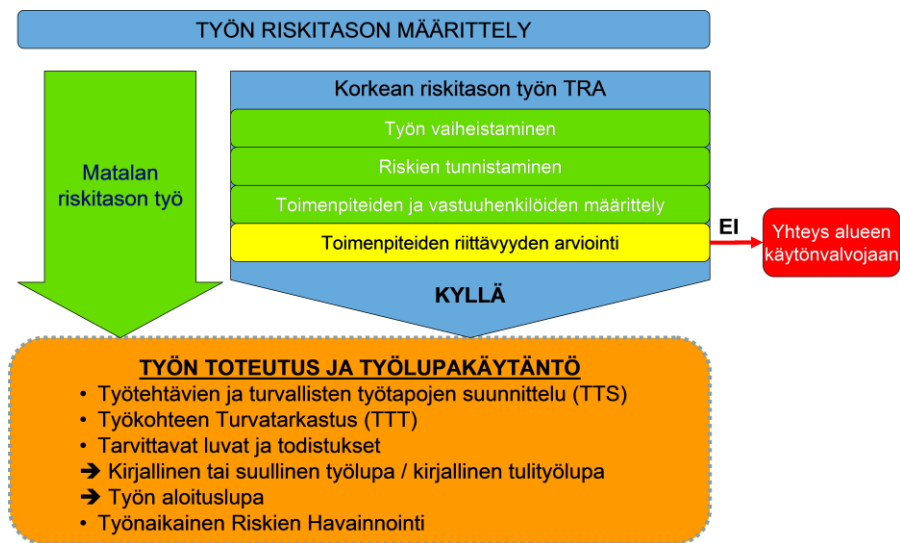 TYÖN RISKITASON MÄÄRITTELY
Matalan
riskitason työ
Korkean riskitason työn TRA
Työn vaiheistaminen
Riskien tunnistaminen
Toimenpiteiden ja vastuuhenkilöiden määrittely
Toimenpiteiden riittävyyden arviointi
EI
Yhteys alueen
käytönvalvojaan
KYLLÄ
TYÖN TOTEUTUS JA TYÖLUPAKÄYTÄNTÖ
• Työtehtävien ja turvallisten työtapojen suunnittelu (TTS)
• Työkohteen Turvatarkastus (TTT)
• Tarvittavat luvat ja todistukset
➔ Kirjallinen tai suullinen työlupa / kirjallinen tulityölupa
➔ Työn aloituslupa
• Työnaikainen Riskien Havainnointi